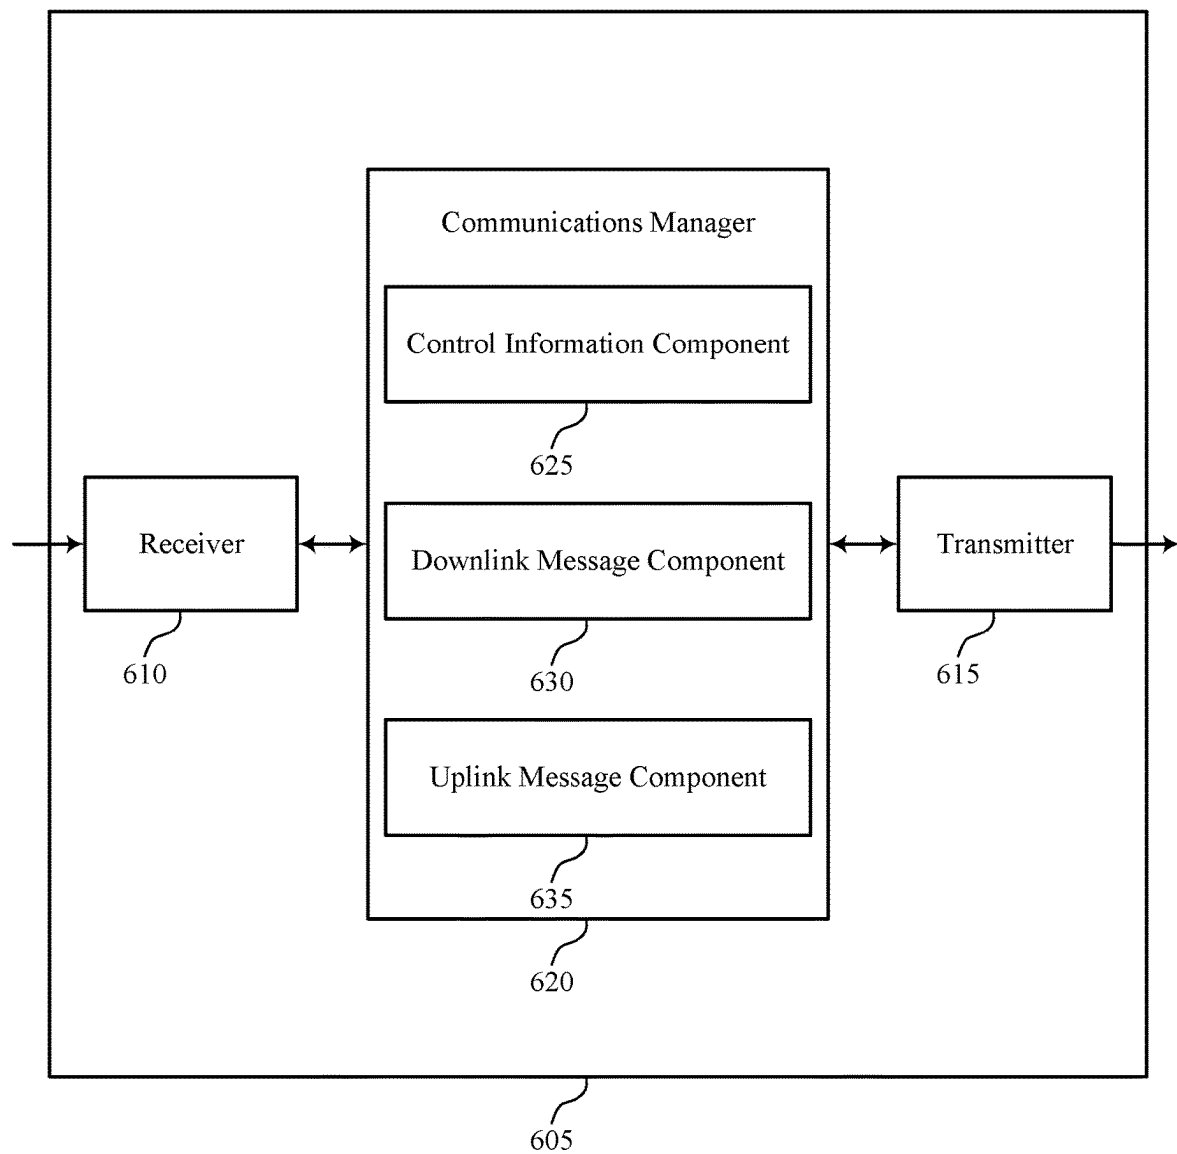 Communications Manager
Control Information Component
625
Receiver
610
Downlink Message Component
630
Transmitter
615
Uplink Message Component
635
620
605